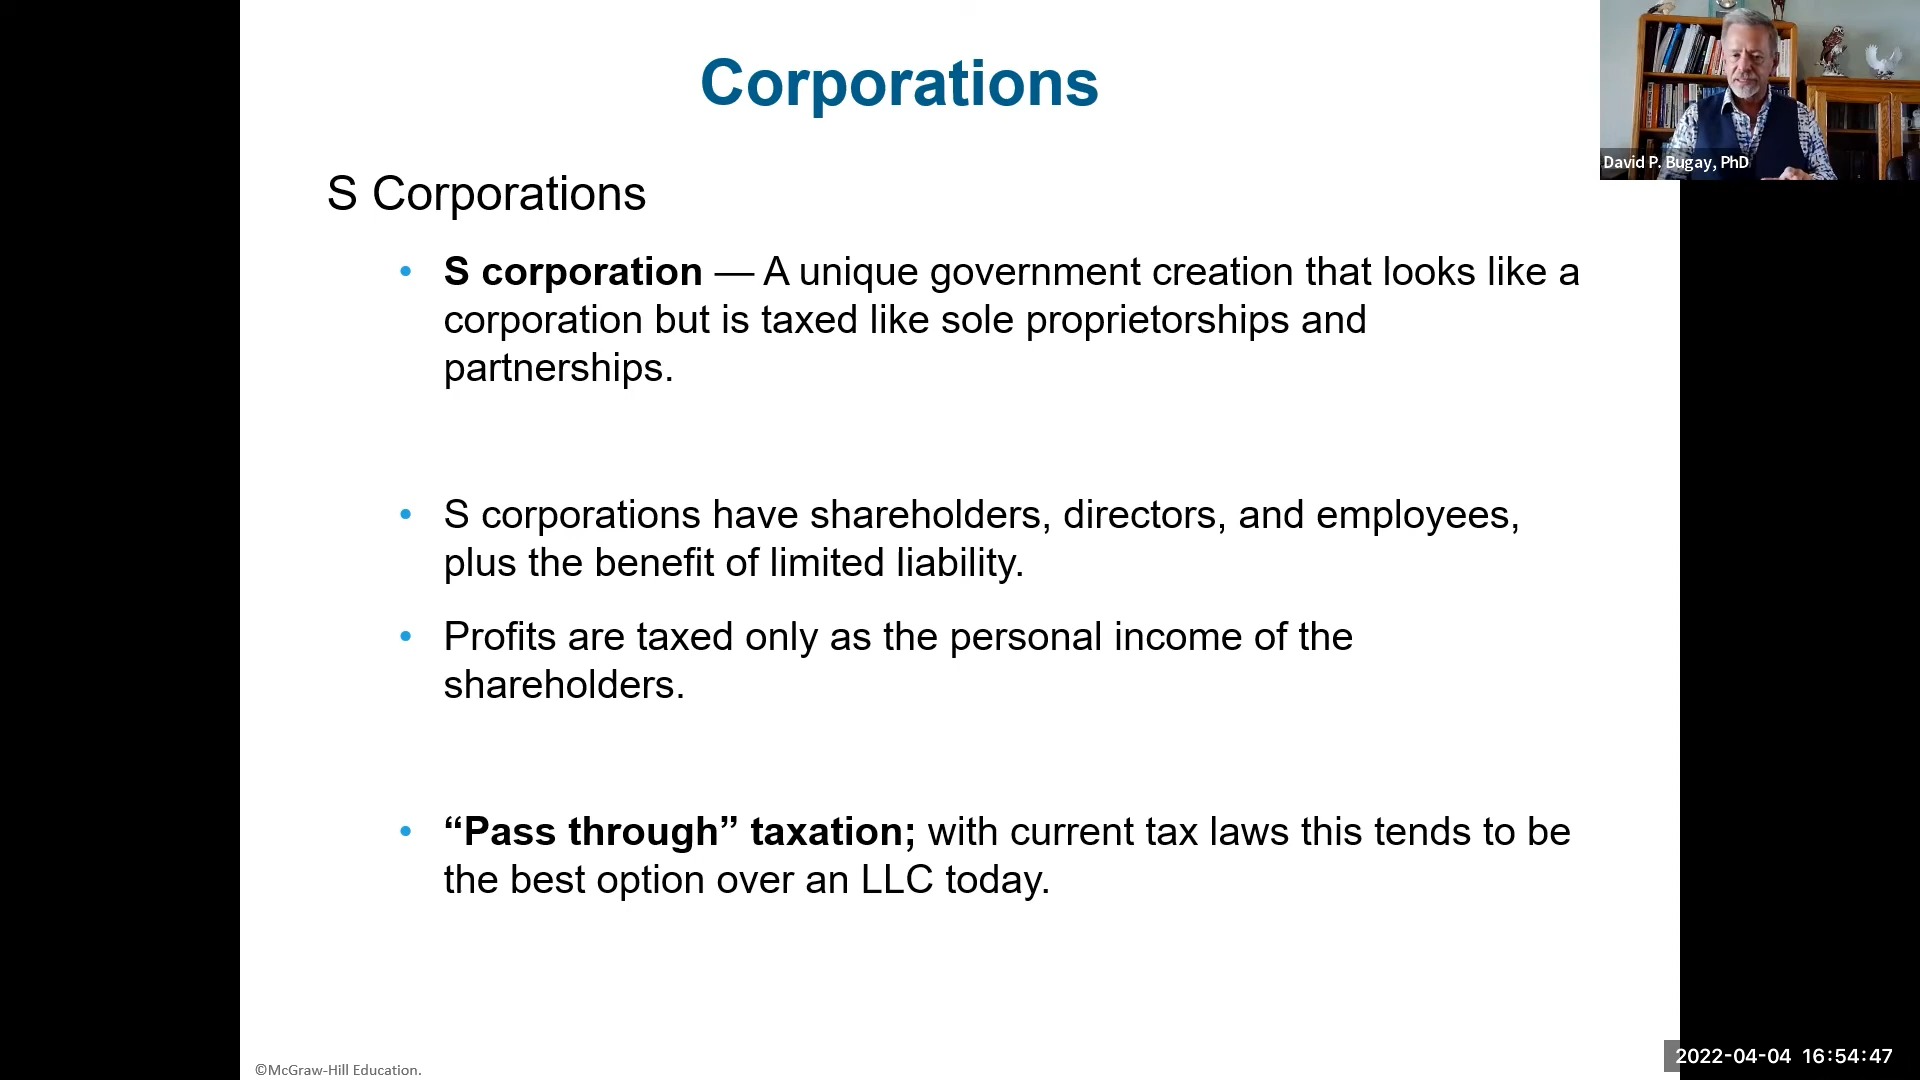 Corporations
David P. Bugay, PhD
S Corporations
• S corporation — A unique government creation that looks like a
corporation but is taxed like sole proprietorships and
partnerships.
• S corporations have shareholders, directors, and employees,
plus the benefit of limited liability.
• Profits are taxed only as the personal income of the
shareholders.
• “Pass through” taxation; with current tax laws this tends to be
the best option over an LLC today.
©McGraw-Hill Education.
2022-04-04 16:54:47